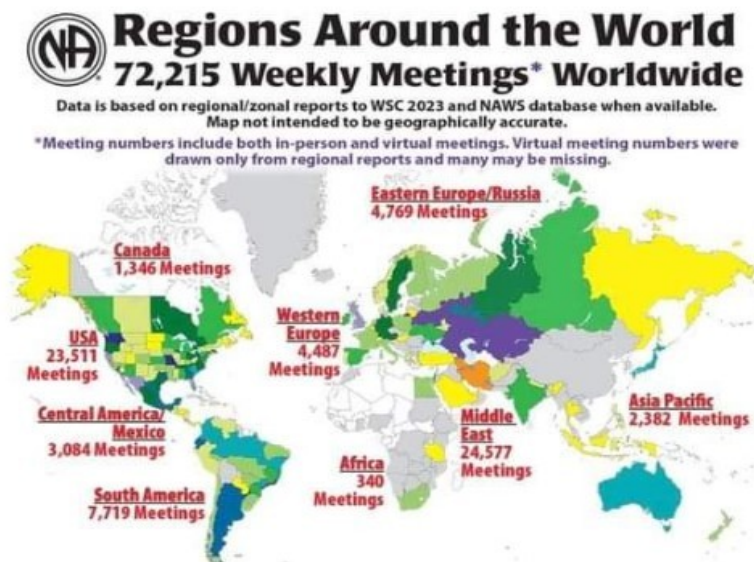 NA
Regions Around the World
72,215 Weekly Meetings* Worldwide
Data is based on regional/zonal reports to WSC 2023 and NAWS database when available.
Map not intended to be geographically accurate.
*Meeting numbers include both in-person and virtual meetings. Virtual meeting numbers were
drawn only from regional reports and many may be missing.
Eastern Europe/Russia
4,769 Meetings
Canada
1,346 Meetings
USA
23,511
Meetings
Western
Europe
4,487
Meetings
Central America/
Mexico
3,084 Meetings
Middle
East
24,577
Meetings
Asia Pacific
2,382 Meetings
Africa
340
Meetings
South America
7,719 Meetings